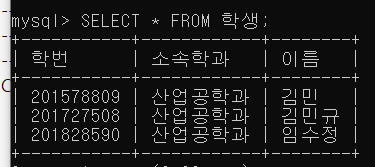 mysql> SELECT * FROM 학생;
| 학번 | 소속학과 | 이름 |
| 201578809 | 산업공학과 | 김민 |
| 201727508 | 산업공학과 | 김민규 |
| 201828590 | 산업공학과 | 임수정 |